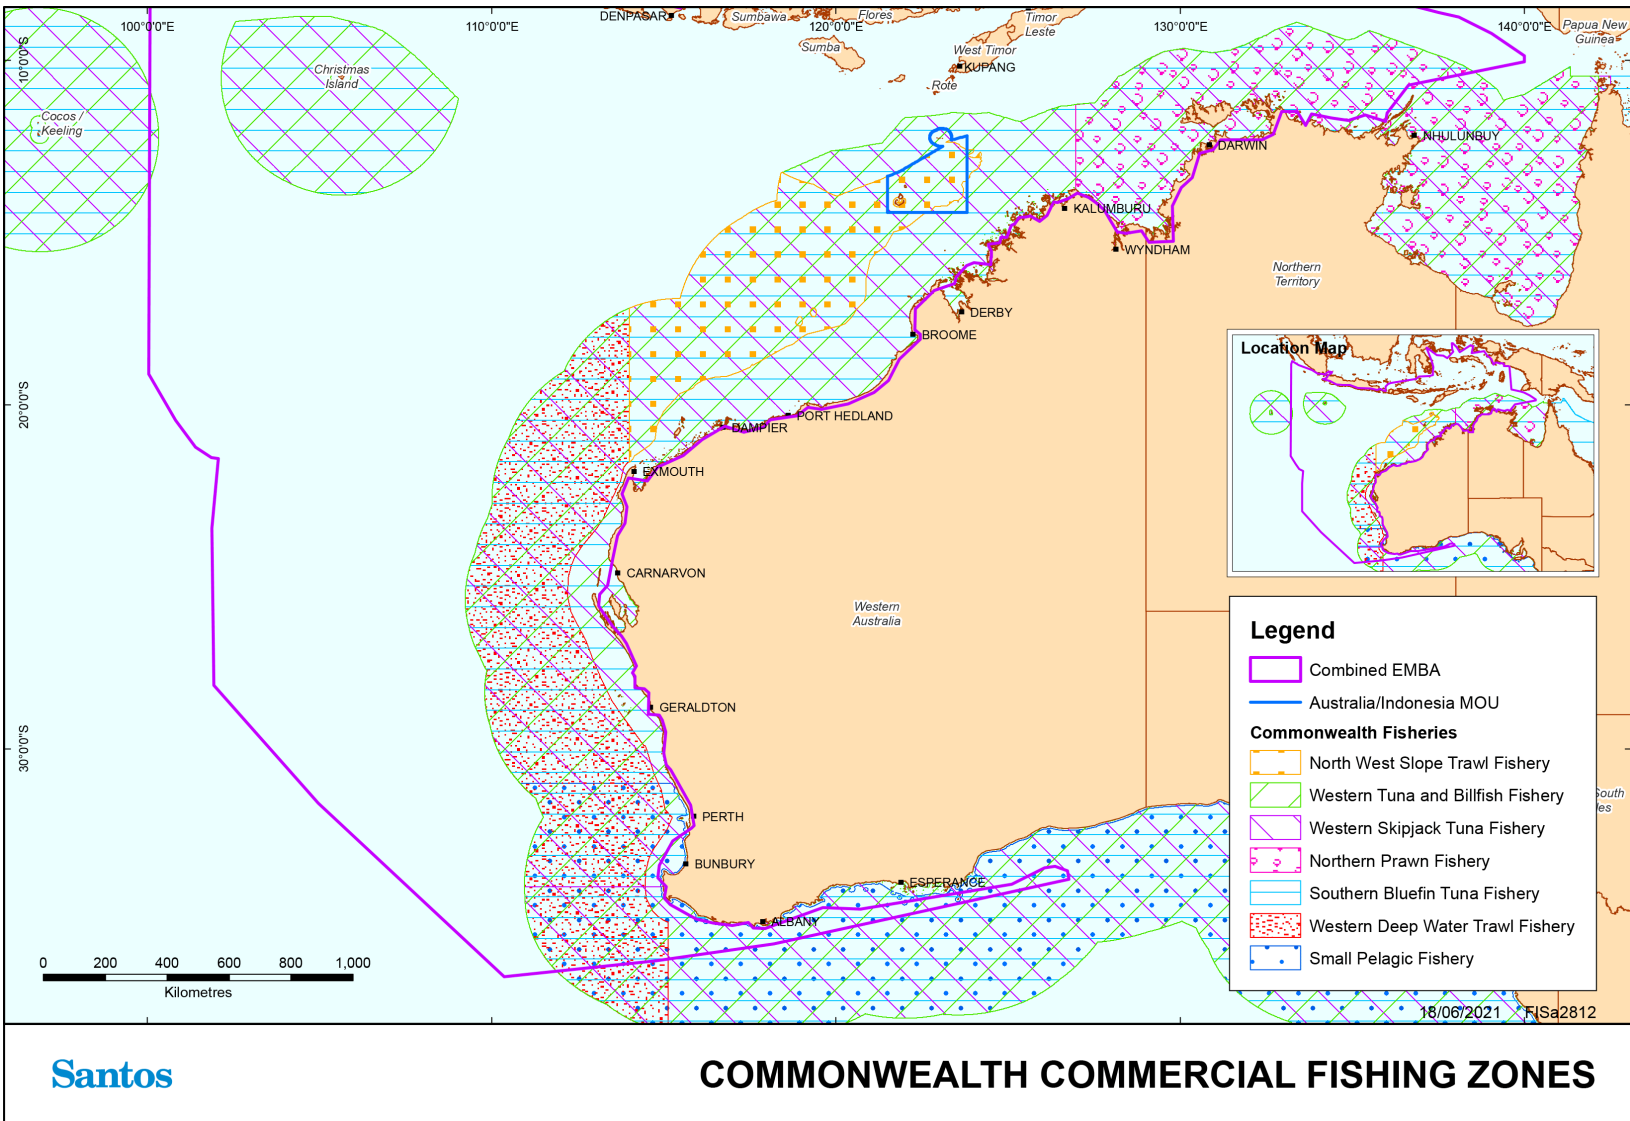 100°0'0"E
110°0'0"E
DENPASAR
Sumbawa
120°0'0"E
Flores
Timor
Leste
130°0'0"E
140°0'0"E
Papua New
Guinea
10°0'0"S
Sumba
West Timor
KUPANG
Rote
Christmas
Island
Cocos /
Keeling
NHULUNBUY
DARWIN
KALUMBURU
WYNDHAM
Northern
Territory
DERBY
BROOME
Location Map
20°0'0"S
PORT HEDLAND
DAMPIER
EXMOUTH
CARNARVON
Western
Australia
GERALDTON
30°0'0"S
PERTH
BUNBURY
ESPERANCE
ALBANY
South
les
Legend
Combined EMBA
Australia/Indonesia MOU
Commonwealth Fisheries
North West Slope Trawl Fishery
Western Tuna and Billfish Fishery
Western Skipjack Tuna Fishery
Northern Prawn Fishery
Southern Bluefin Tuna Fishery
Western Deep Water Trawl Fishery
Small Pelagic Fishery
0 200 400 600 800 1,000
Kilometres
18/06/2021 FISa2812
Santos
COMMONWEALTH COMMERCIAL FISHING ZONES